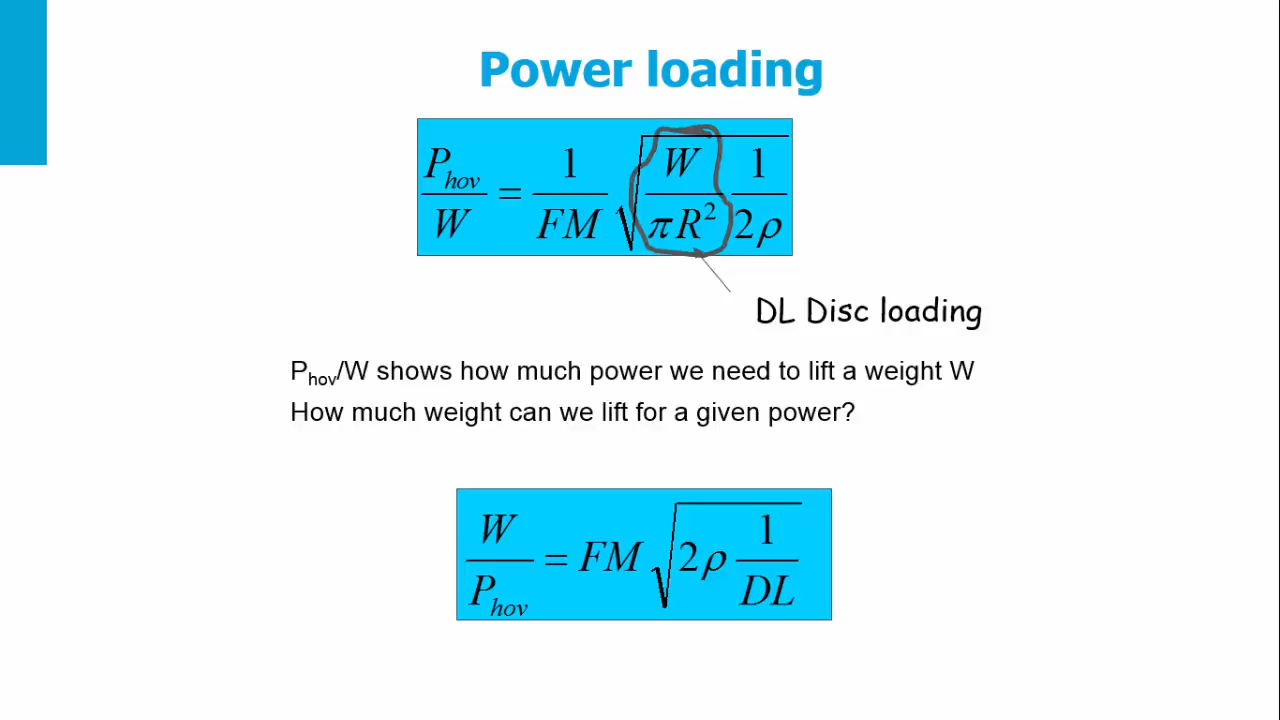 Power loading
P_hov/W = 1/FM √(W/πR² 1/2ρ)
DL Disc loading
P_hov/W shows how much power we need to lift a weight W
How much weight can we lift for a given power?
W/P_hov = FM √(2ρ 1/DL)